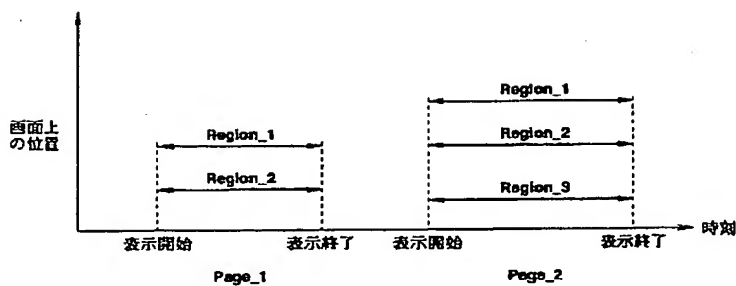 画面上
の位置
Region_1
Region_2
Region_1
Region_2
Region_3
時刻
表示開始
表示終了
表示開始
表示終了
Page_1
Page_2